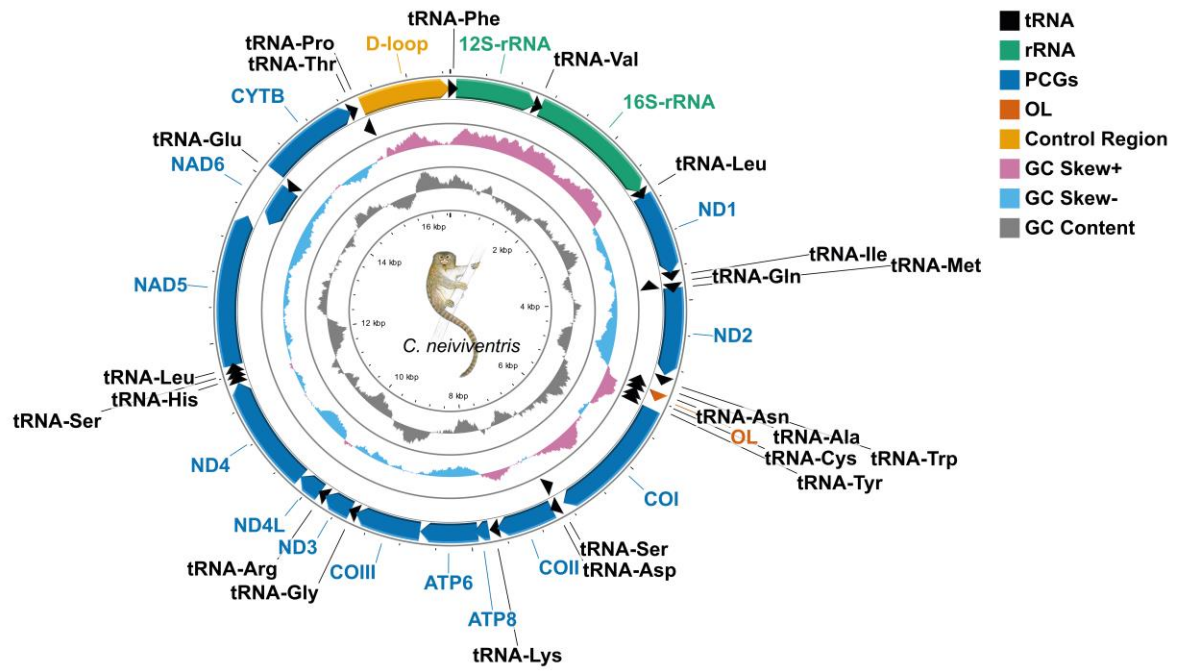 tRNA-Phe
tRNA-Pro
D-loop
12S-rRNA
tRNA-Thr
tRNA-Val
CYTB
16S-rRNA
tRNA-Glu
NAD6
tRNA-Leu
ND1
tRNA-Ile
tRNA-Gln
tRNA-Met
NAD5
ND2
tRNA-Leu
tRNA-His
tRNA-Ser
tRNA-Asn
OL
tRNA-Ala
tRNA-Cys
tRNA-Trp
tRNA-Tyr
ND4
COI
ND4L
ND3
tRNA-Arg
COIII
tRNA-Gly
ATP6
COII
tRNA-Ser
tRNA-Asp
ATP8
tRNA-Lys
16 kbp
2 kbp
14 kbp
4 kbp
12 kbp
6 kbp
10 kbp
8 kbp
C. neiviventris
tRNA
rRNA
PCGs
OL
Control Region
GC Skew+
GC Skew-
GC Content